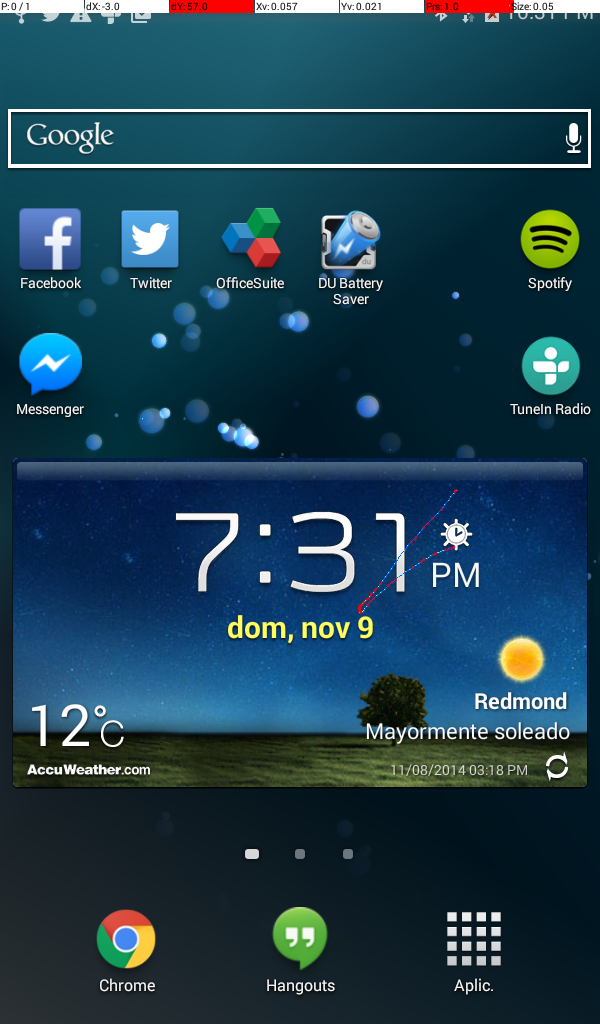 P: 0 / 1 dX: -3.0 dY: 57.0 Xv: 0.057 Yv: 0.021 Prs: 1.0 Size: 0.05
Google
Facebook Twitter OfficeSuite DU Battery Saver Spotify
Messenger TuneIn Radio
7:31 PM
dom, nov 9
Redmond
12°C
Mayormente soleado
AccuWeather.com
11/08/2014 03:18 PM
Chrome Hangouts Aplic.